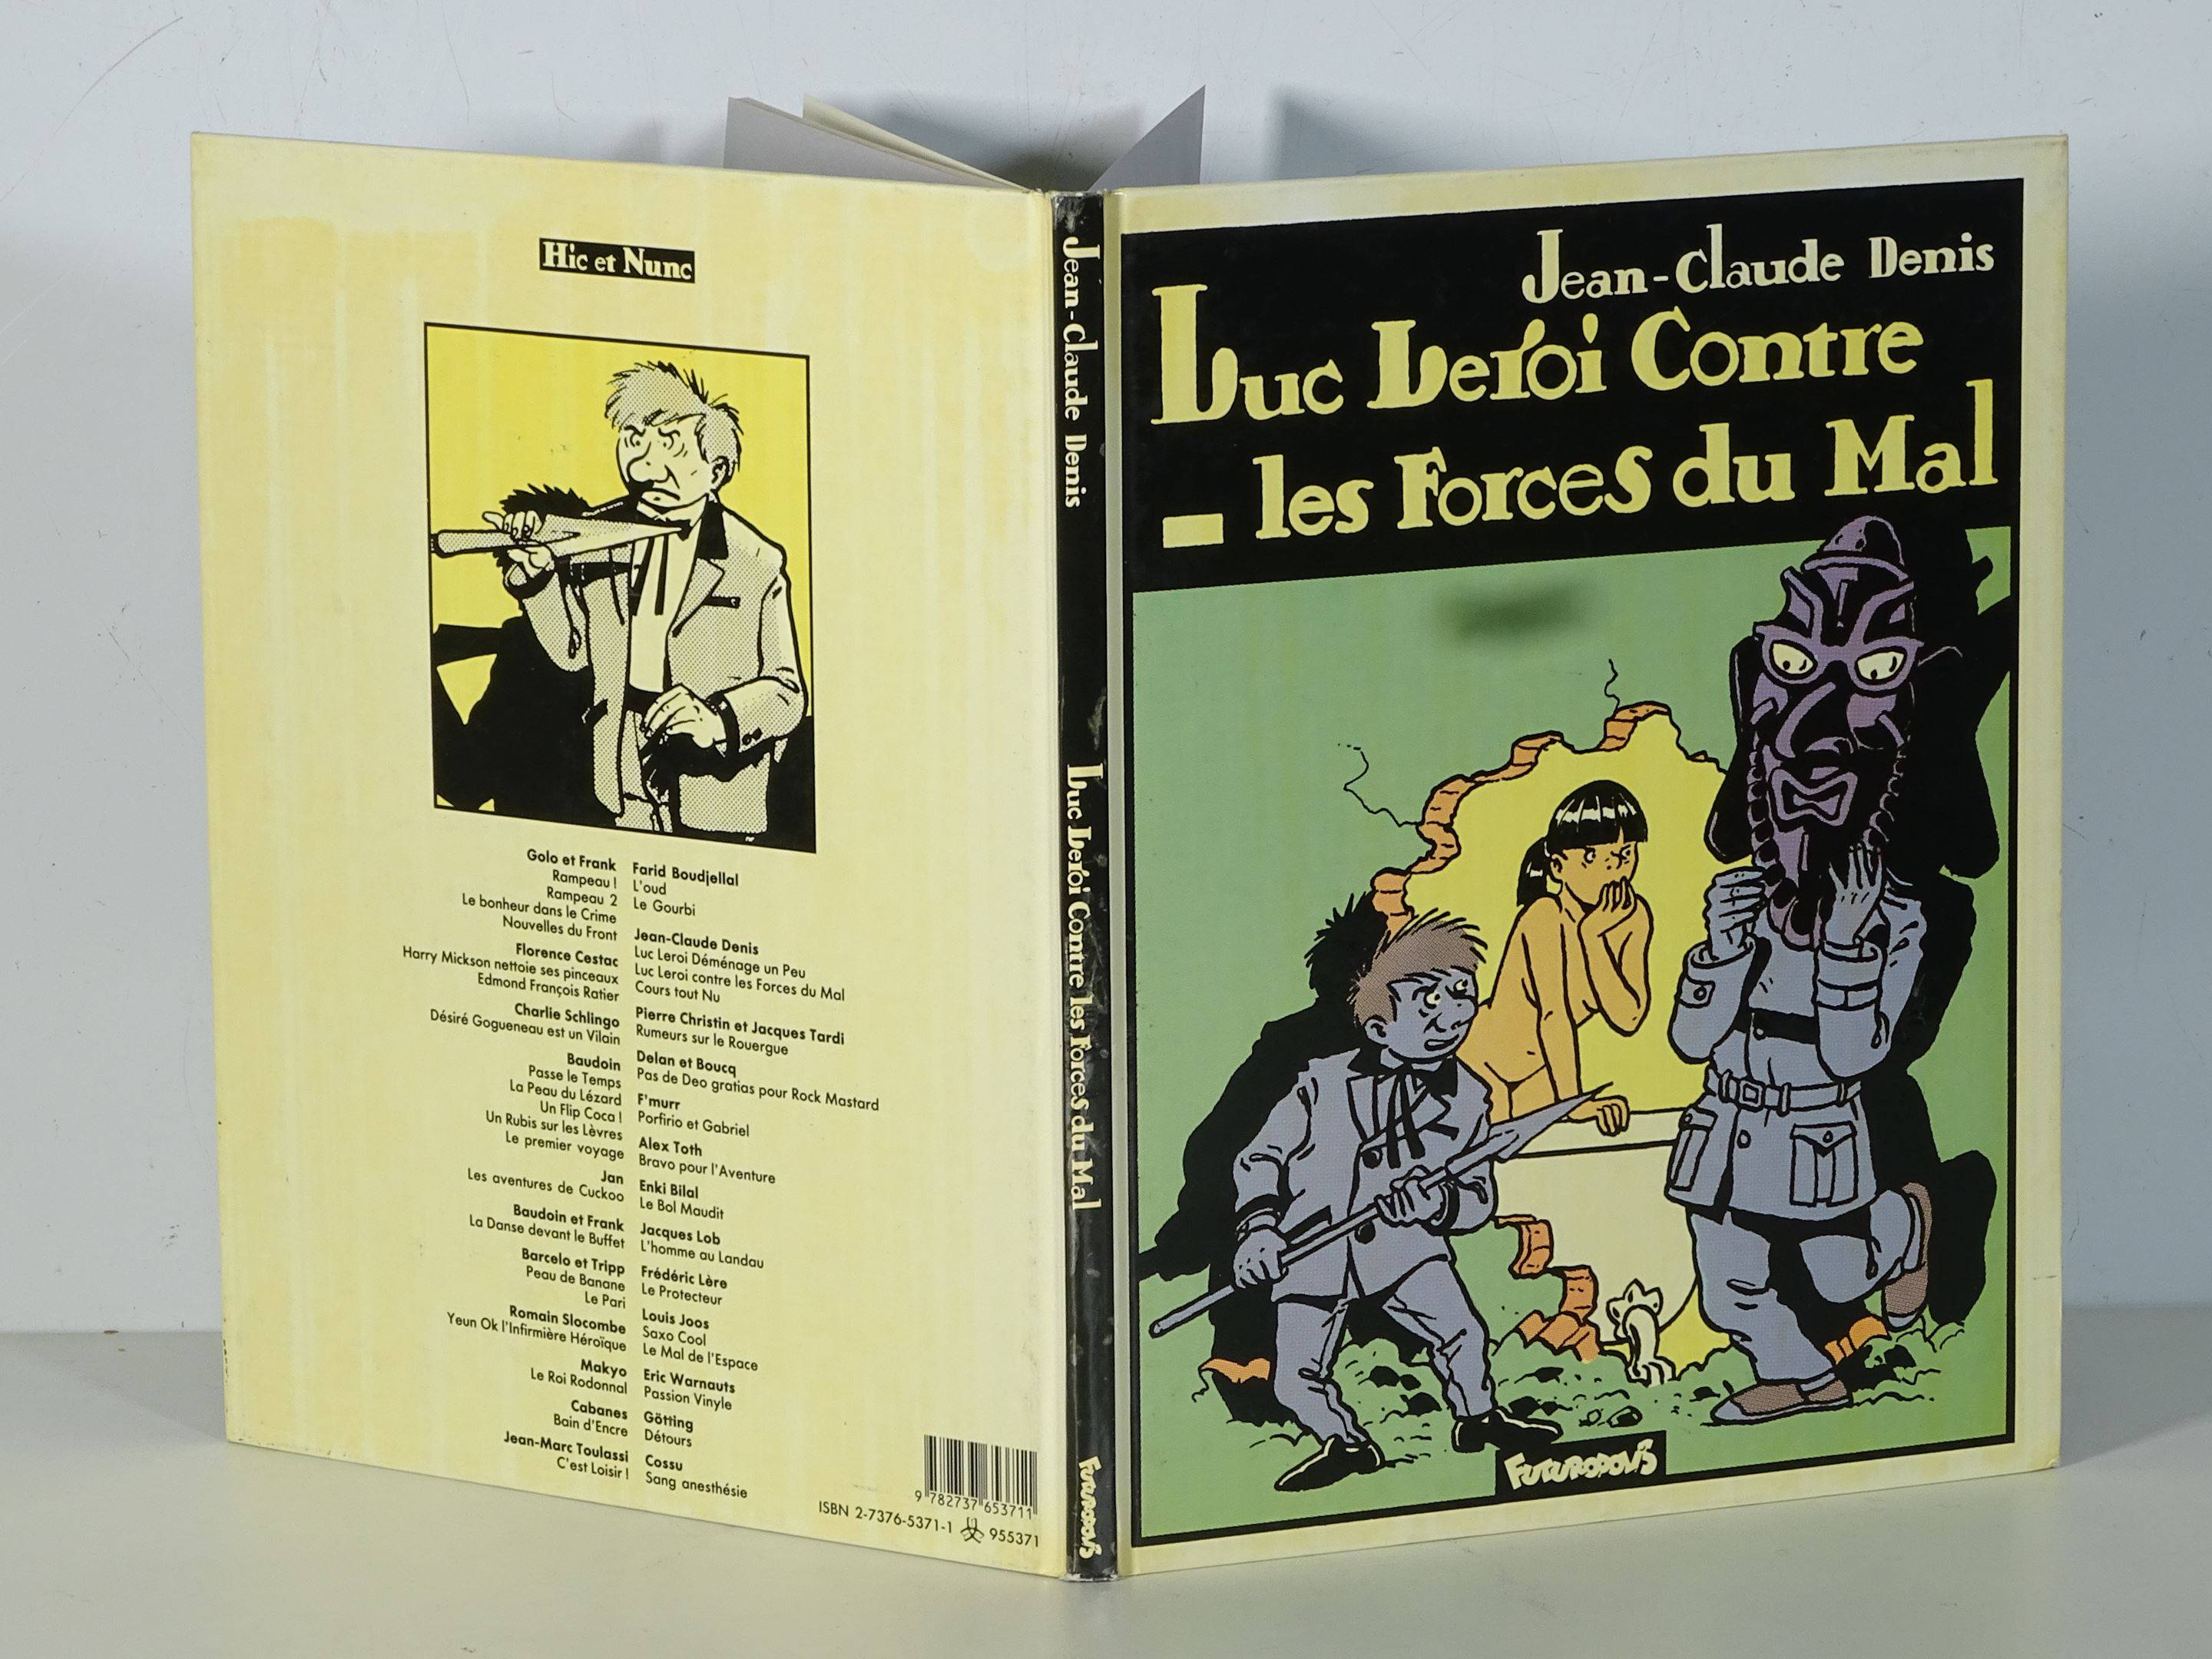 Hic et Nunc
Golo et Frank
Rampeau !
Rampeau 2
Le bonheur dans le Crime
Nouvelles du Front
Florence Cestac
Harry Mickson nettoie ses pinceaux
Edmond François Ratier
Charlie Schlingo
Désiré Gogueneau est un Vilain
Baudoin
Passe le Temps
La Peau du Lézard
Un Flip Coca !
Un Rubis sur les Lèvres
Le premier voyage
Jan
Les aventures de Cuckoo
Baudoin et Frank
La Danse devant le Buffet
Barcelo et Tripp
Peau de Banane
Le Pari
Romain Slocombe
Yeun Ok l'Infirmière Héroïque
Makyo
Le Roi Rodonnal
Cabanes
Bain d'Encre
Jean-Marc Toulassi
C'est Loisir !
Farid Boudjellal
L'oud
Le Gourbi
Jean-Claude Denis
Luc Leroi Déménage un Peu
Luc Leroi contre les Forces du Mal
Cours tout Nu
Pierre Christin et Jacques Tardi
Rumeurs sur le Rouergue
Delan et Boucq
Pas de Deo gratias pour Rock Mastard
F'murr
Porfirio et Gabriel
Alex Toth
Bravo pour l'Aventure
Enki Bilal
Le Bol Maudit
Jacques Lob
L'homme au Landau
Frédéric Lère
Le Protecteur
Louis Joos
Saxo Cool
Le Mal de l'Espace
Eric Warnauts
Passion Vinyle
Götting
Détours
Cossu
Sang anesthésie
9 782737 653711
ISBN 2-7376-5371-1 955371
Jean-Claude Denis
Luc Leroi Contre les Forces du Mal
Futuropolis
Jean-Claude Denis
Luc Leroi Contre
les Forces du Mal
Futuropolis